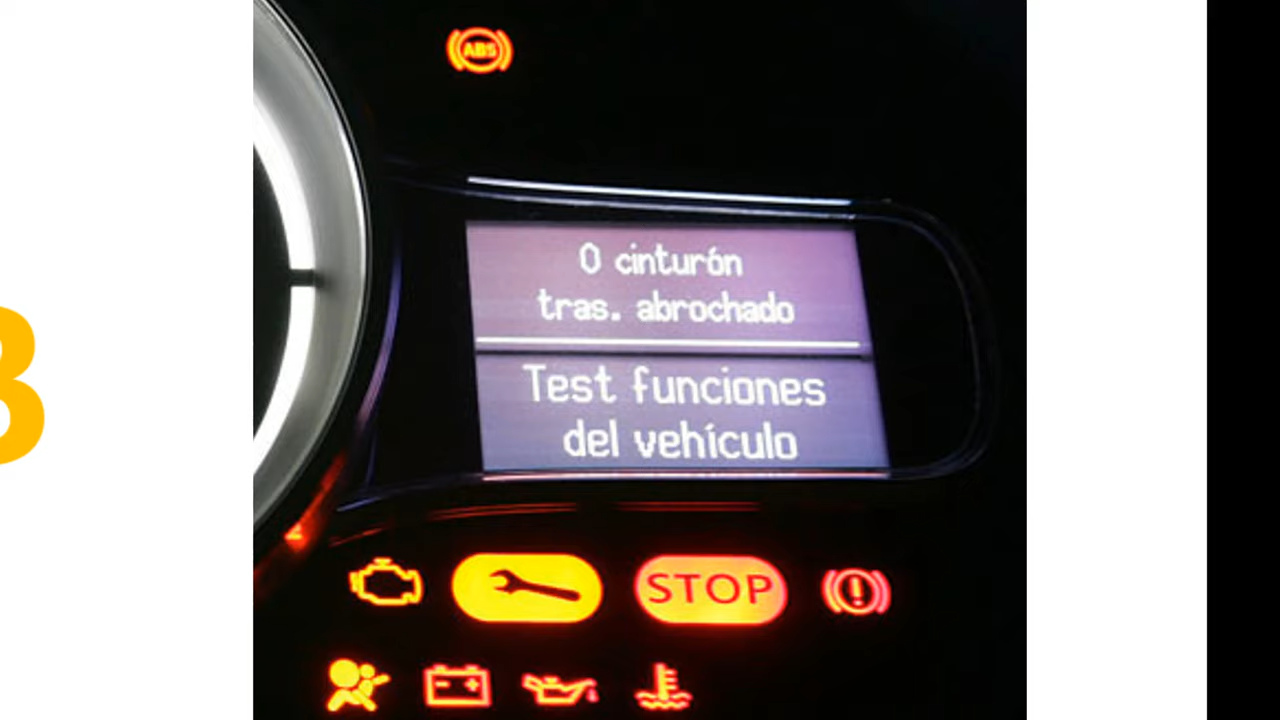 ABS
0 cinturón
tras. abrochado
Test funciones
del vehículo
STOP